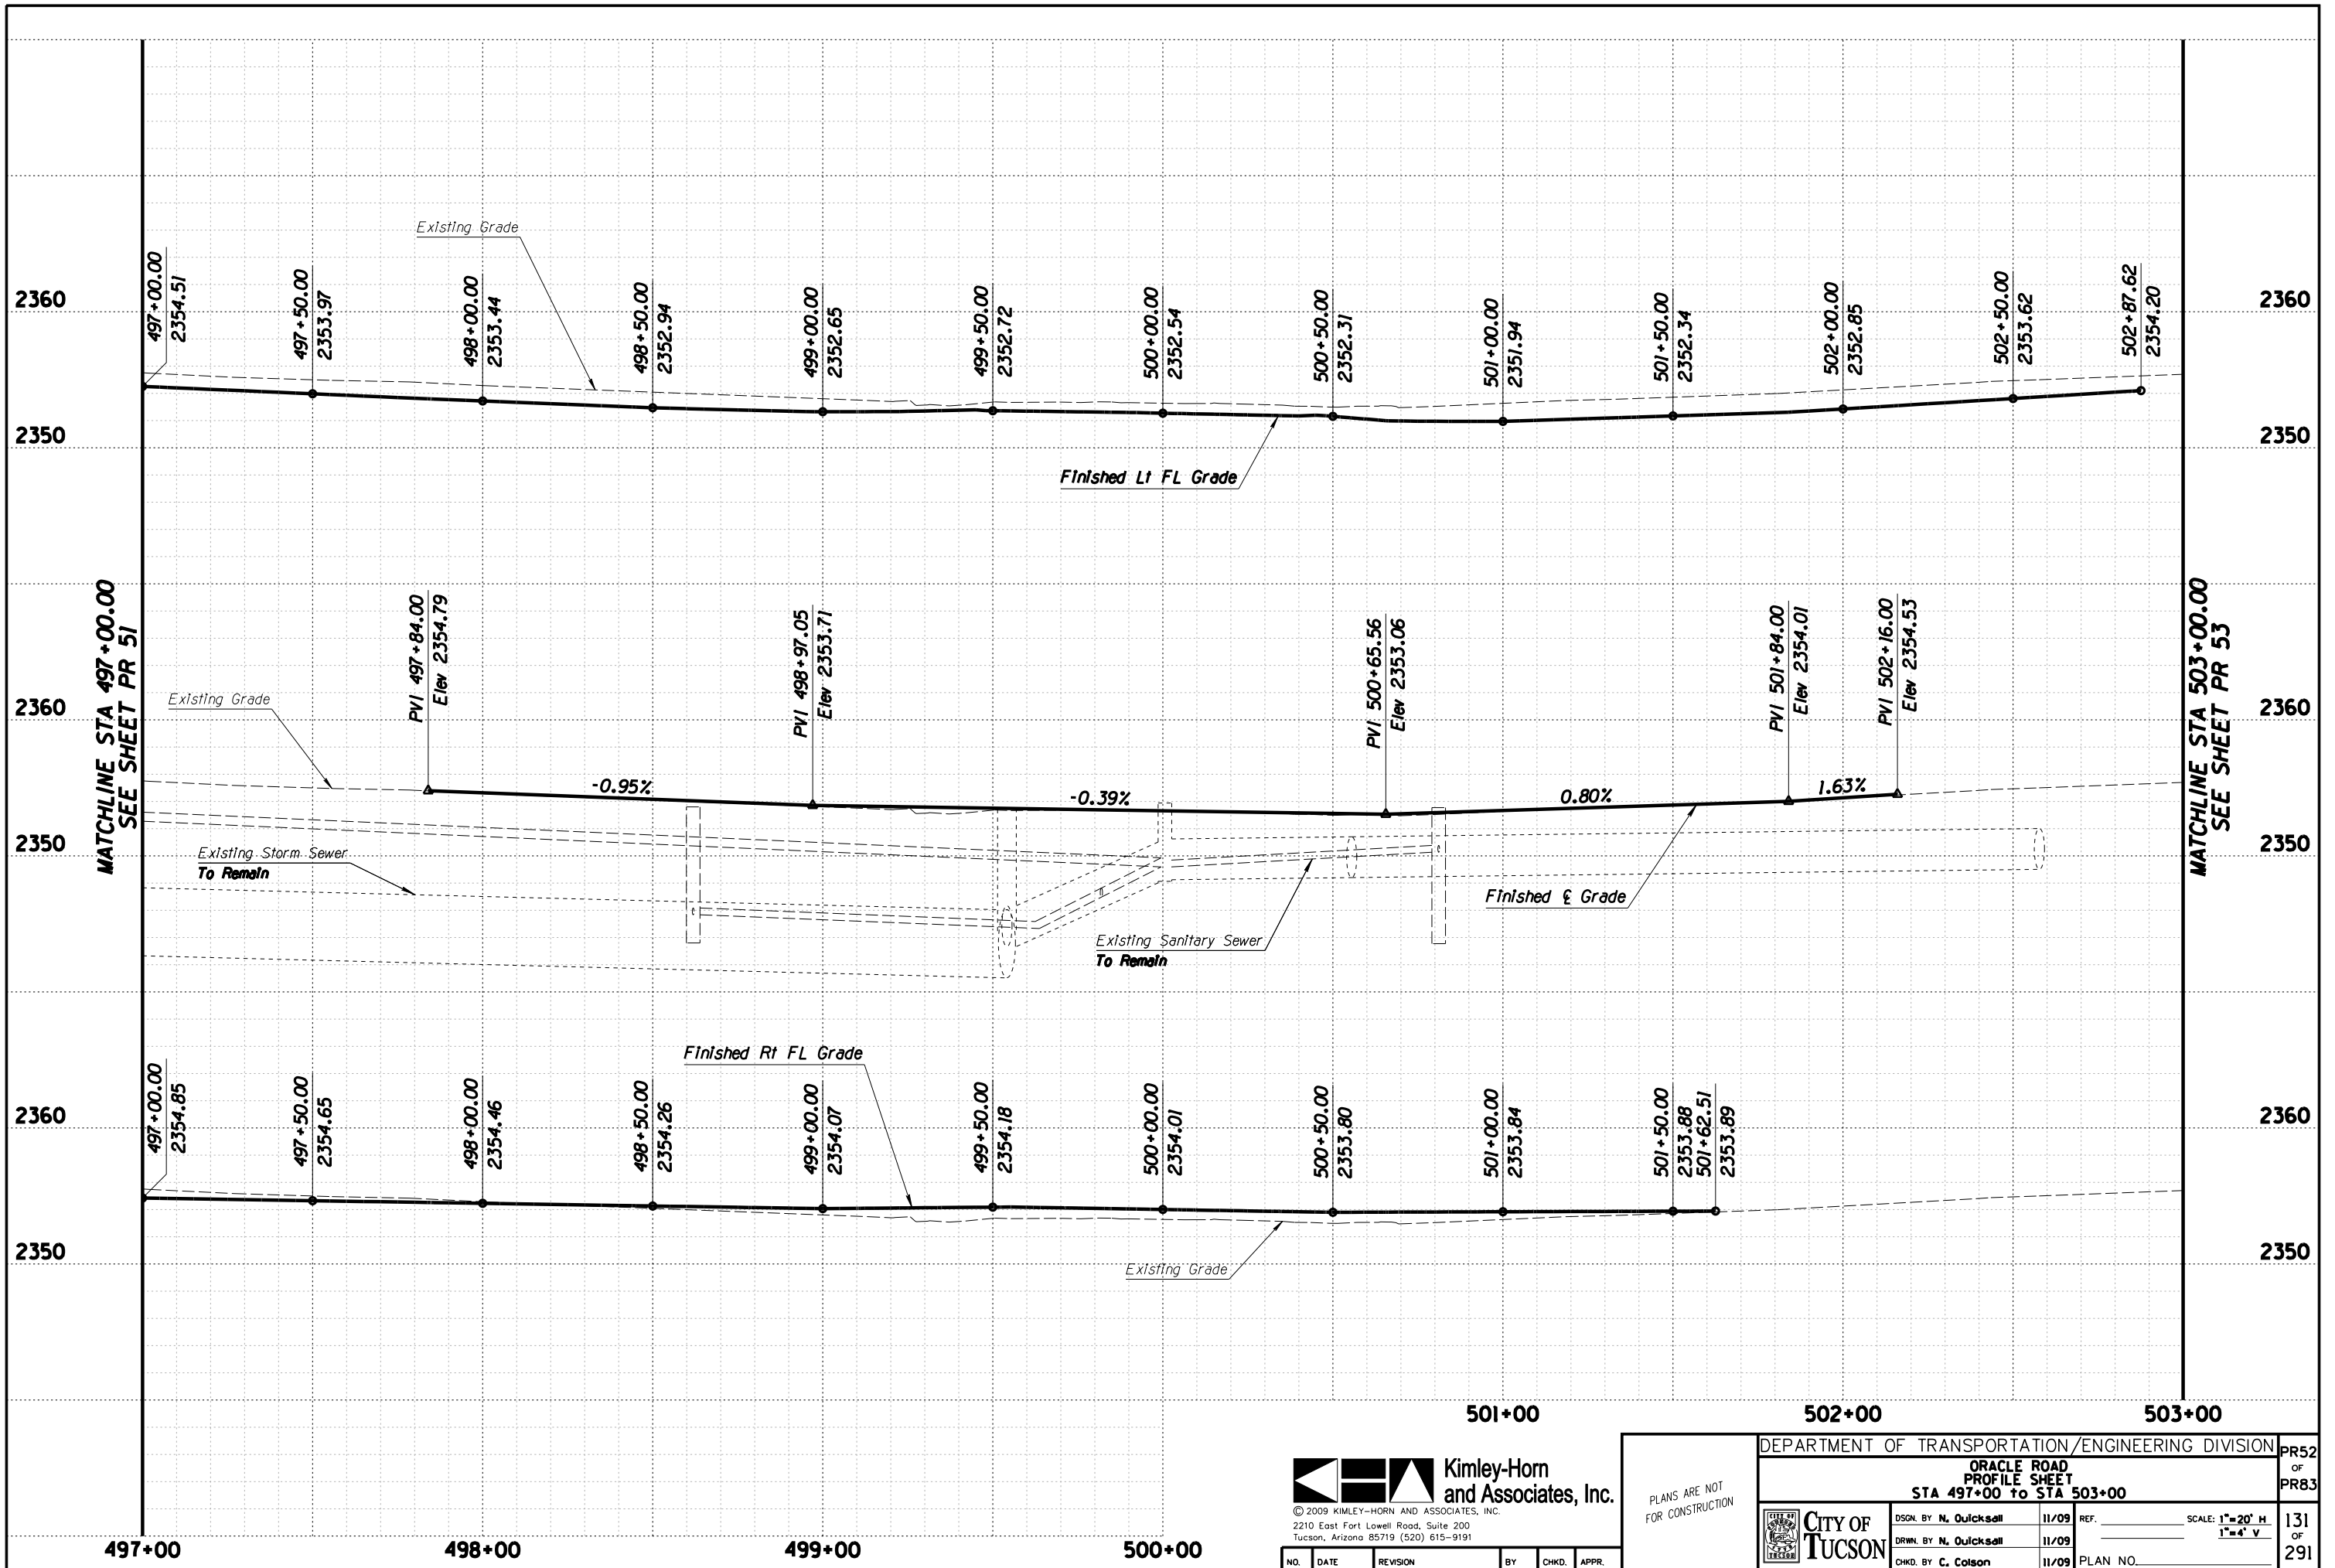 Existing Grade
497+00.00
2354.51
497+50.00
2353.97
498+00.00
2353.44
498+50.00
2352.94
499+00.00
2352.65
499+50.00
2352.72
500+00.00
2352.54
500+50.00
2352.31
501+00.00
2351.94
501+50.00
2352.34
502+00.00
2352.85
502+50.00
2353.62
502+87.62
2354.20
2360
2360
2350
2350
Finished Lt FL Grade
MATCHLINE STA 497+00.00
SEE SHEET PR 51
MATCHLINE STA 503+00.00
SEE SHEET PR 53
PVI 497+84.00
Elev 2354.79
PVI 498+97.05
Elev 2353.71
PVI 500+65.56
Elev 2353.06
PVI 501+84.00
Elev 2354.01
PVI 502+16.00
Elev 2354.53
Existing Grade
2360
2360
-0.95%
-0.39%
0.80%
1.63%
2350
2350
Existing Storm Sewer
To Remain
Finished ℄ Grade
Existing Sanitary Sewer
To Remain
Finished Rt FL Grade
497+00.00
2354.85
497+50.00
2354.65
498+00.00
2354.46
498+50.00
2354.26
499+00.00
2354.07
499+50.00
2354.18
500+00.00
2354.01
500+50.00
2353.80
501+00.00
2353.84
501+50.00
2353.88
501+62.51
2353.89
2360
2360
2350
2350
Existing Grade
501+00
502+00
503+00
497+00
498+00
499+00
500+00
Kimley-Horn
and Associates, Inc.
© 2009 KIMLEY-HORN AND ASSOCIATES, INC.
2210 East Fort Lowell Road, Suite 200
Tucson, Arizona 85719 (520) 615-9191
NO. DATE REVISION BY CHKD. APPR.
PLANS ARE NOT
FOR CONSTRUCTION
DEPARTMENT OF TRANSPORTATION/ENGINEERING DIVISION
ORACLE ROAD
PROFILE SHEET
STA 497+00 to STA 503+00
PR52
OF
PR83
CITY OF
TUCSON
CITY OF
TUCSON
DSGN. BY N. Quicksall 11/09
DRWN. BY N. Quicksall 11/09
CHKD. BY C. Colson 11/09
REF.
SCALE: 1"=20' H
1"=4' V
PLAN NO.
131
OF
291